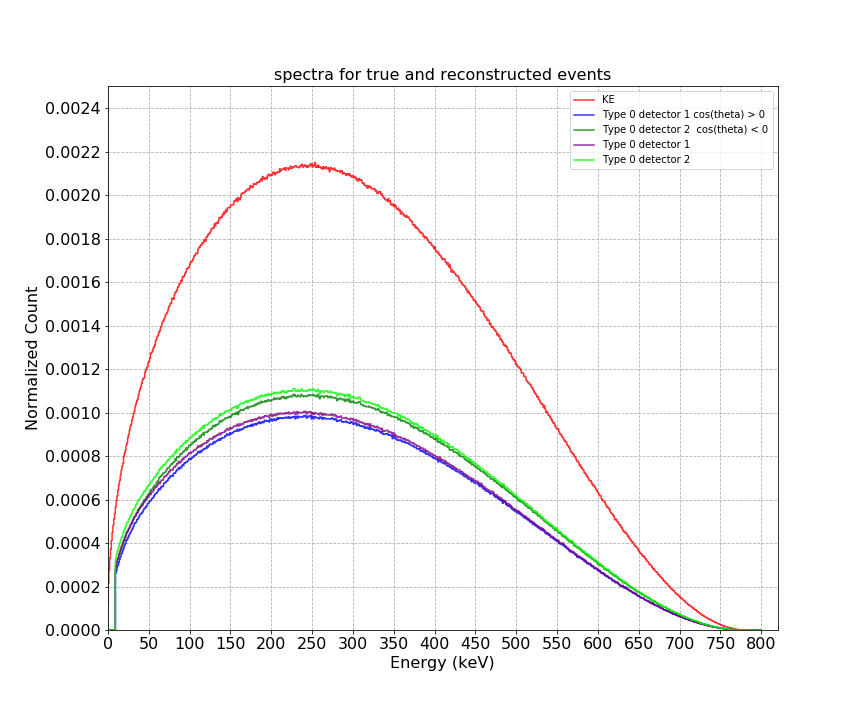 spectra for true and reconstructed events
KE
Type 0 detector 1 cos(theta) > 0
Type 0 detector 2  cos(theta) < 0
Type 0 detector 1
Type 0 detector 2
Normalized Count
0.0024
0.0022
0.0020
0.0018
0.0016
0.0014
0.0012
0.0010
0.0008
0.0006
0.0004
0.0002
0.0000
0 50 100 150 200 250 300 350 400 450 500 550 600 650 700 750 800
Energy (keV)